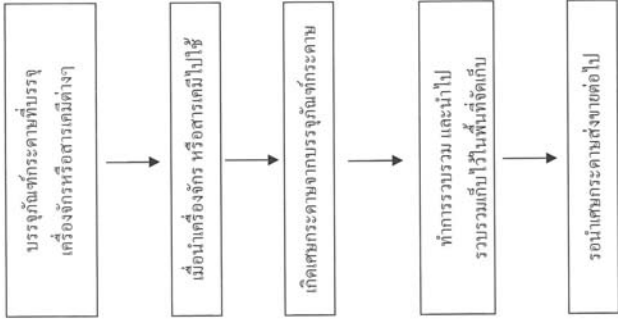 บรรจุภัณฑ์กระดาษที่บรรจุ
เครื่องจักรหรือสารเคมีต่างๆ
เมื่อนำเครื่องจักร หรือสารเคมีไปใช้
เกิดเศษกระดาษจากบรรจุภัณฑ์กระดาษ
ทำการรวบรวม และนำไป
รวบรวมเก็บไว้ในพื้นที่จัดเก็บ
รอนำเศษกระดาษส่งขายต่อไป